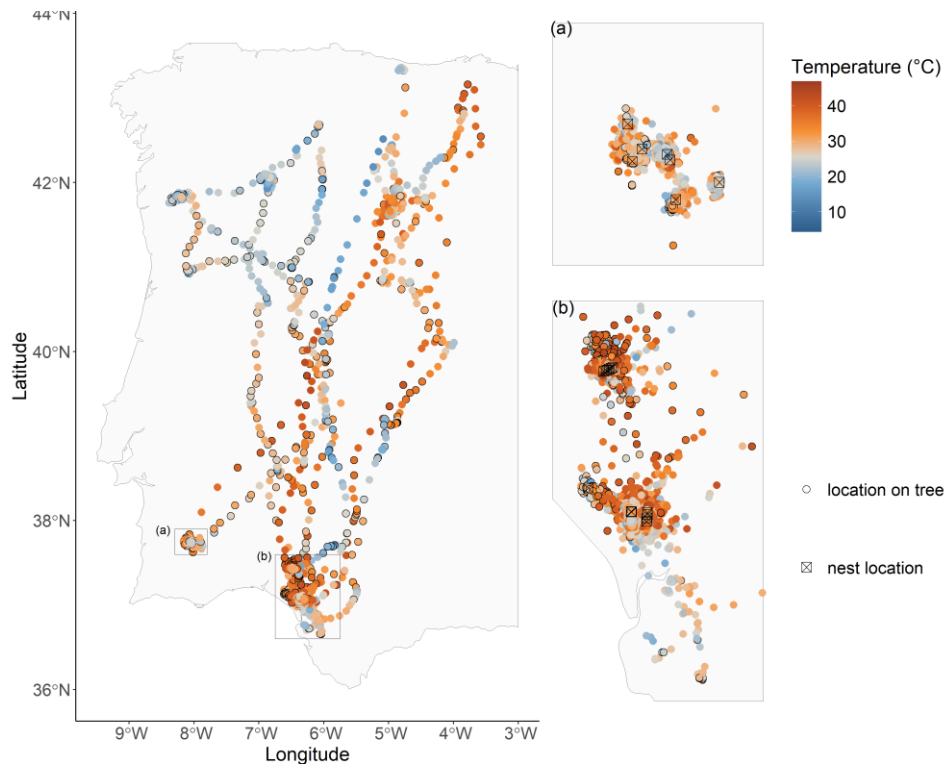 44°N
42°N
40°N
38°N
36°N
Latitude
9°W 8°W 7°W 6°W 5°W 4°W 3°W
Longitude
(a)
(b)
(a)
(b)
Temperature (°C)
40
30
20
10
location on tree
nest location